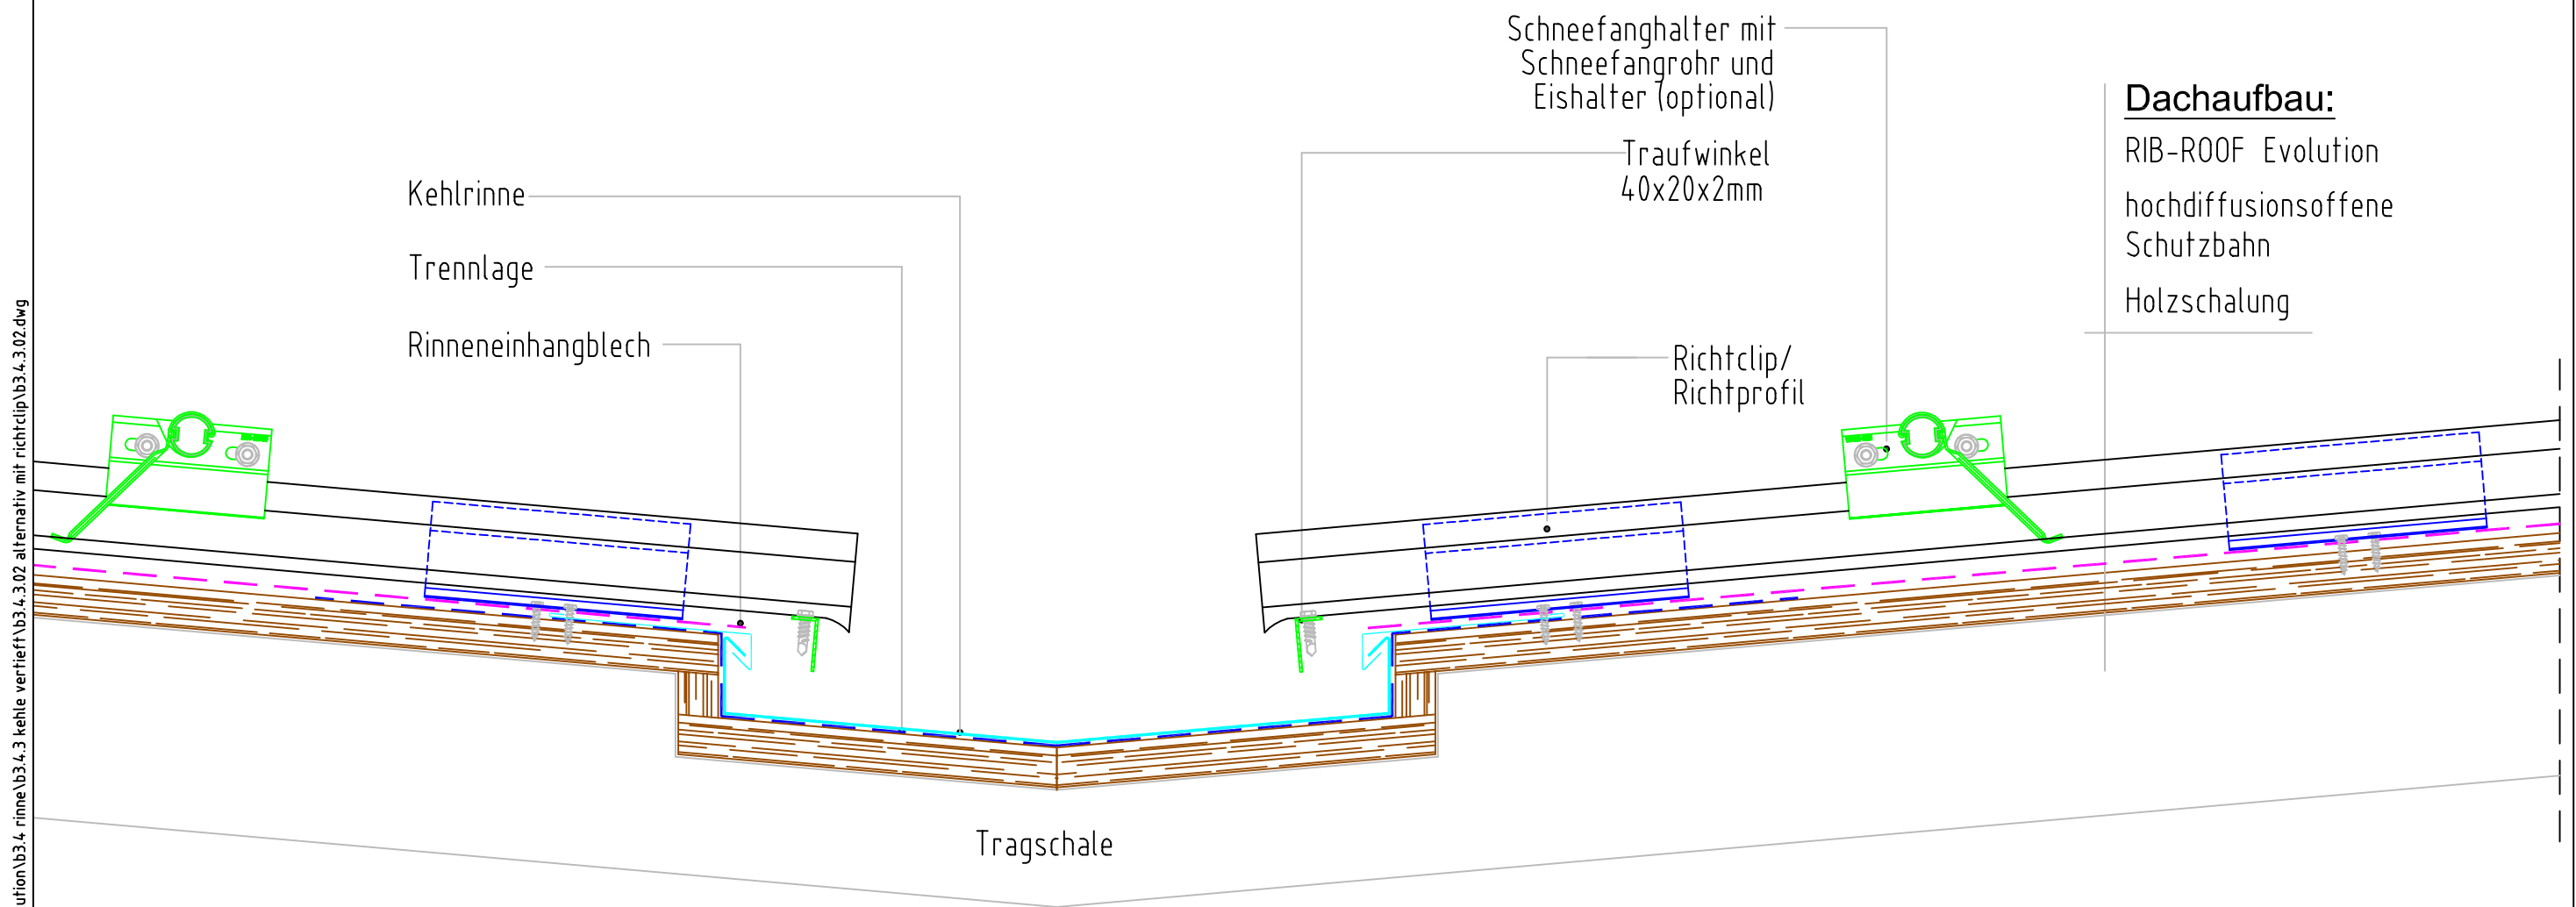 Schneefanghalter mit
Schneefangrohr und
Eishalter (optional)
Dachaufbau:
RIB-ROOF Evolution
hochdiffusionsoffene
Schutzbahn
Holzschalung
Traufwinkel
40x20x2mm
Kehlrinne
Trennlage
Rinneneinhangblech
Richtclip/
Richtprofil
Tragschale
ution\b3.4 rinne\b3.4.3 kehle vertieft\b3.4.3.02 alternativ mit richtclip\b3.4.3.02.dwg